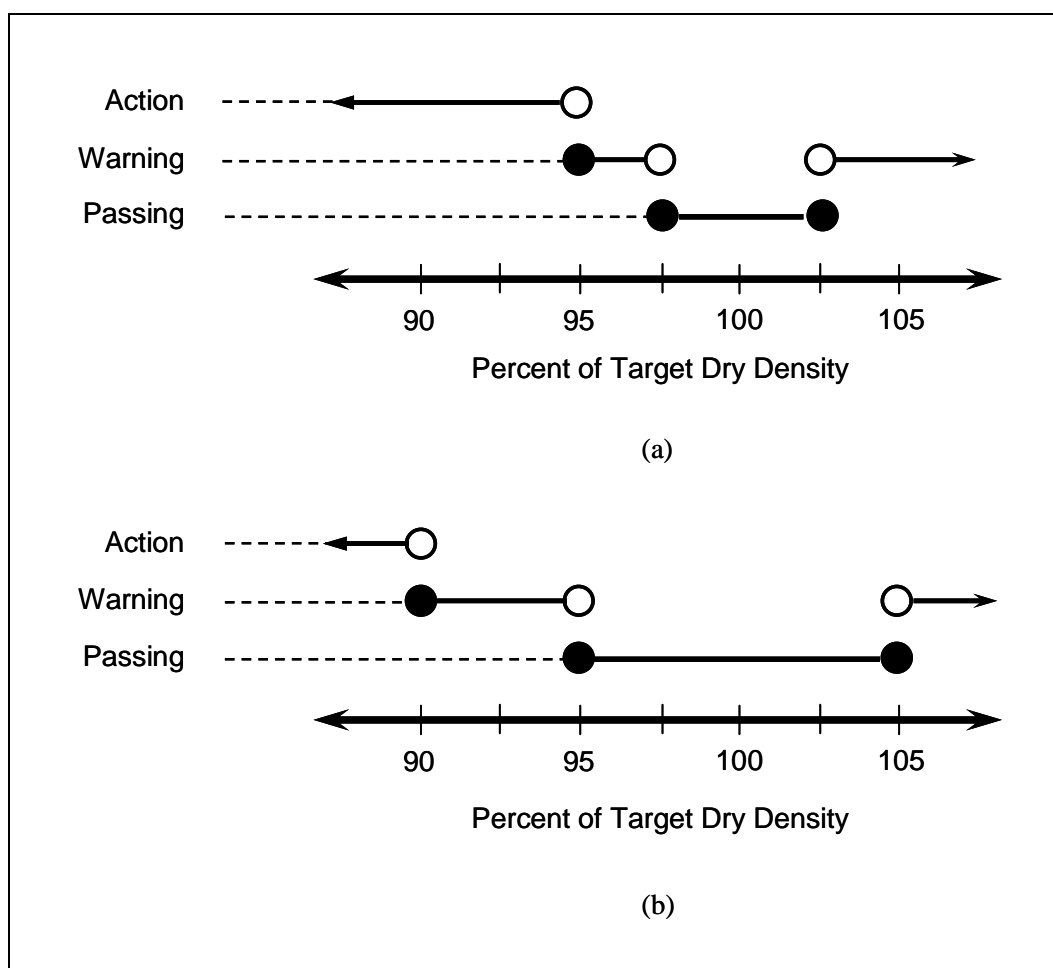 Action
Warning
Passing
90 95 100 105
Percent of Target Dry Density
(a)
Action
Warning
Passing
90 95 100 105
Percent of Target Dry Density
(b)